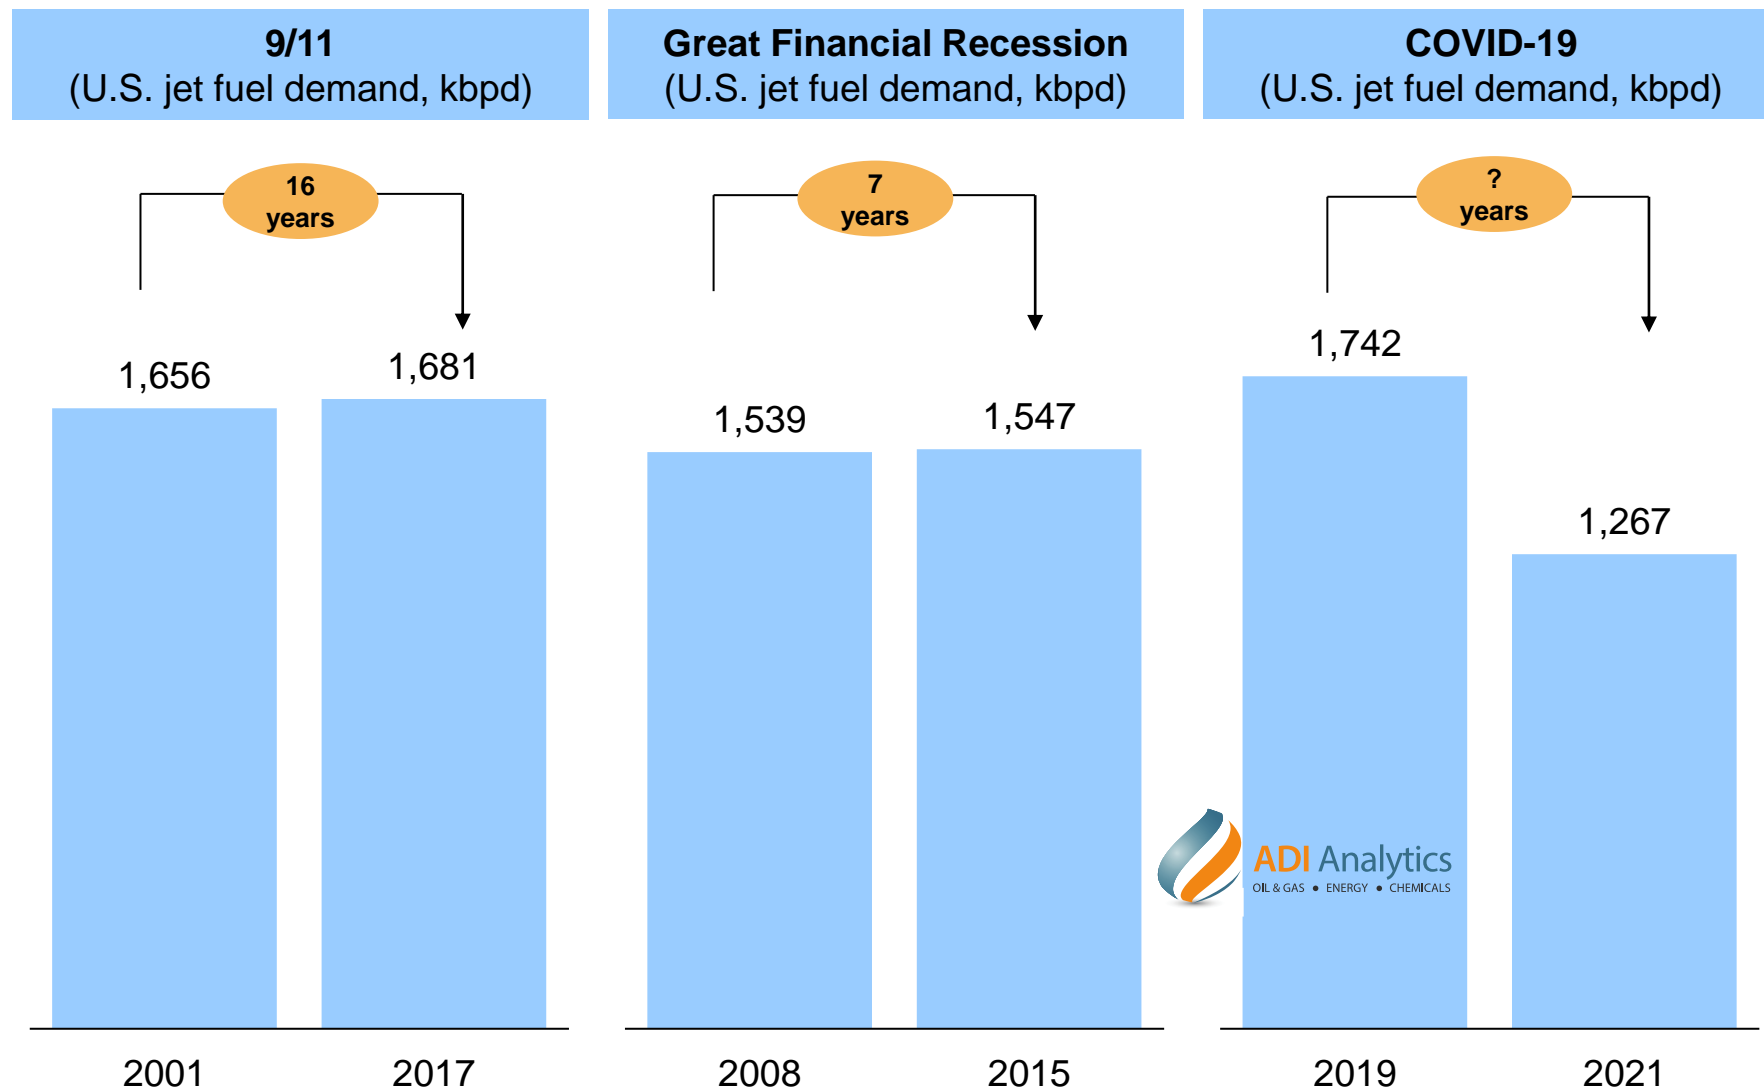 9/11
(U.S. jet fuel demand, kbpd)
Great Financial Recession
(U.S. jet fuel demand, kbpd)
COVID-19
(U.S. jet fuel demand, kbpd)
16
years
7
years
?
years
1,656
1,681
1,539
1,547
1,742
1,267
ADI Analytics
OIL & GAS ● ENERGY ● CHEMICALS
2001
2017
2008
2015
2019
2021